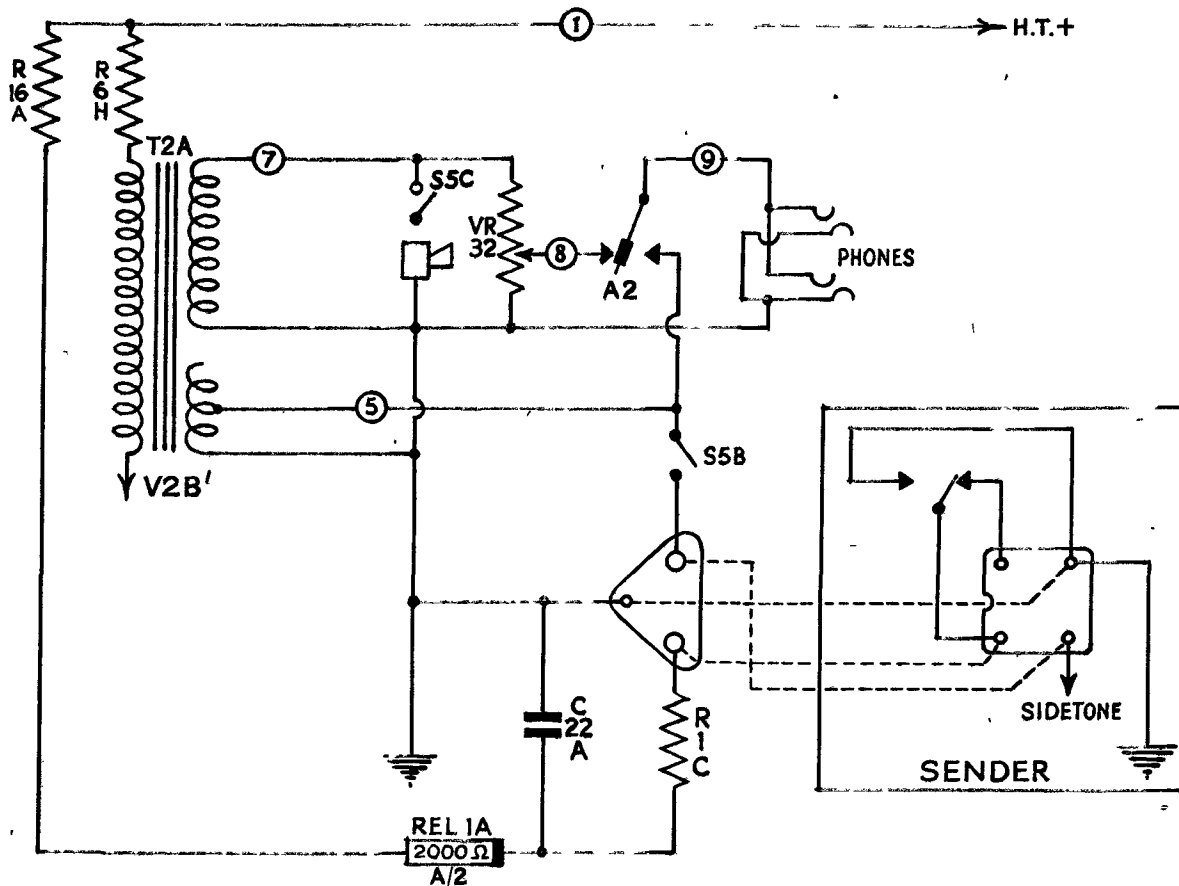 1
H.T.+
R
16
A
R
6
H
T2A
7
S5C
VR
32
8
A2
9
PHONES
5
V2B'
S5B
C
22
A
R
1
C
SIDETONE
SENDER
REL 1A
2000 Ω
A/2